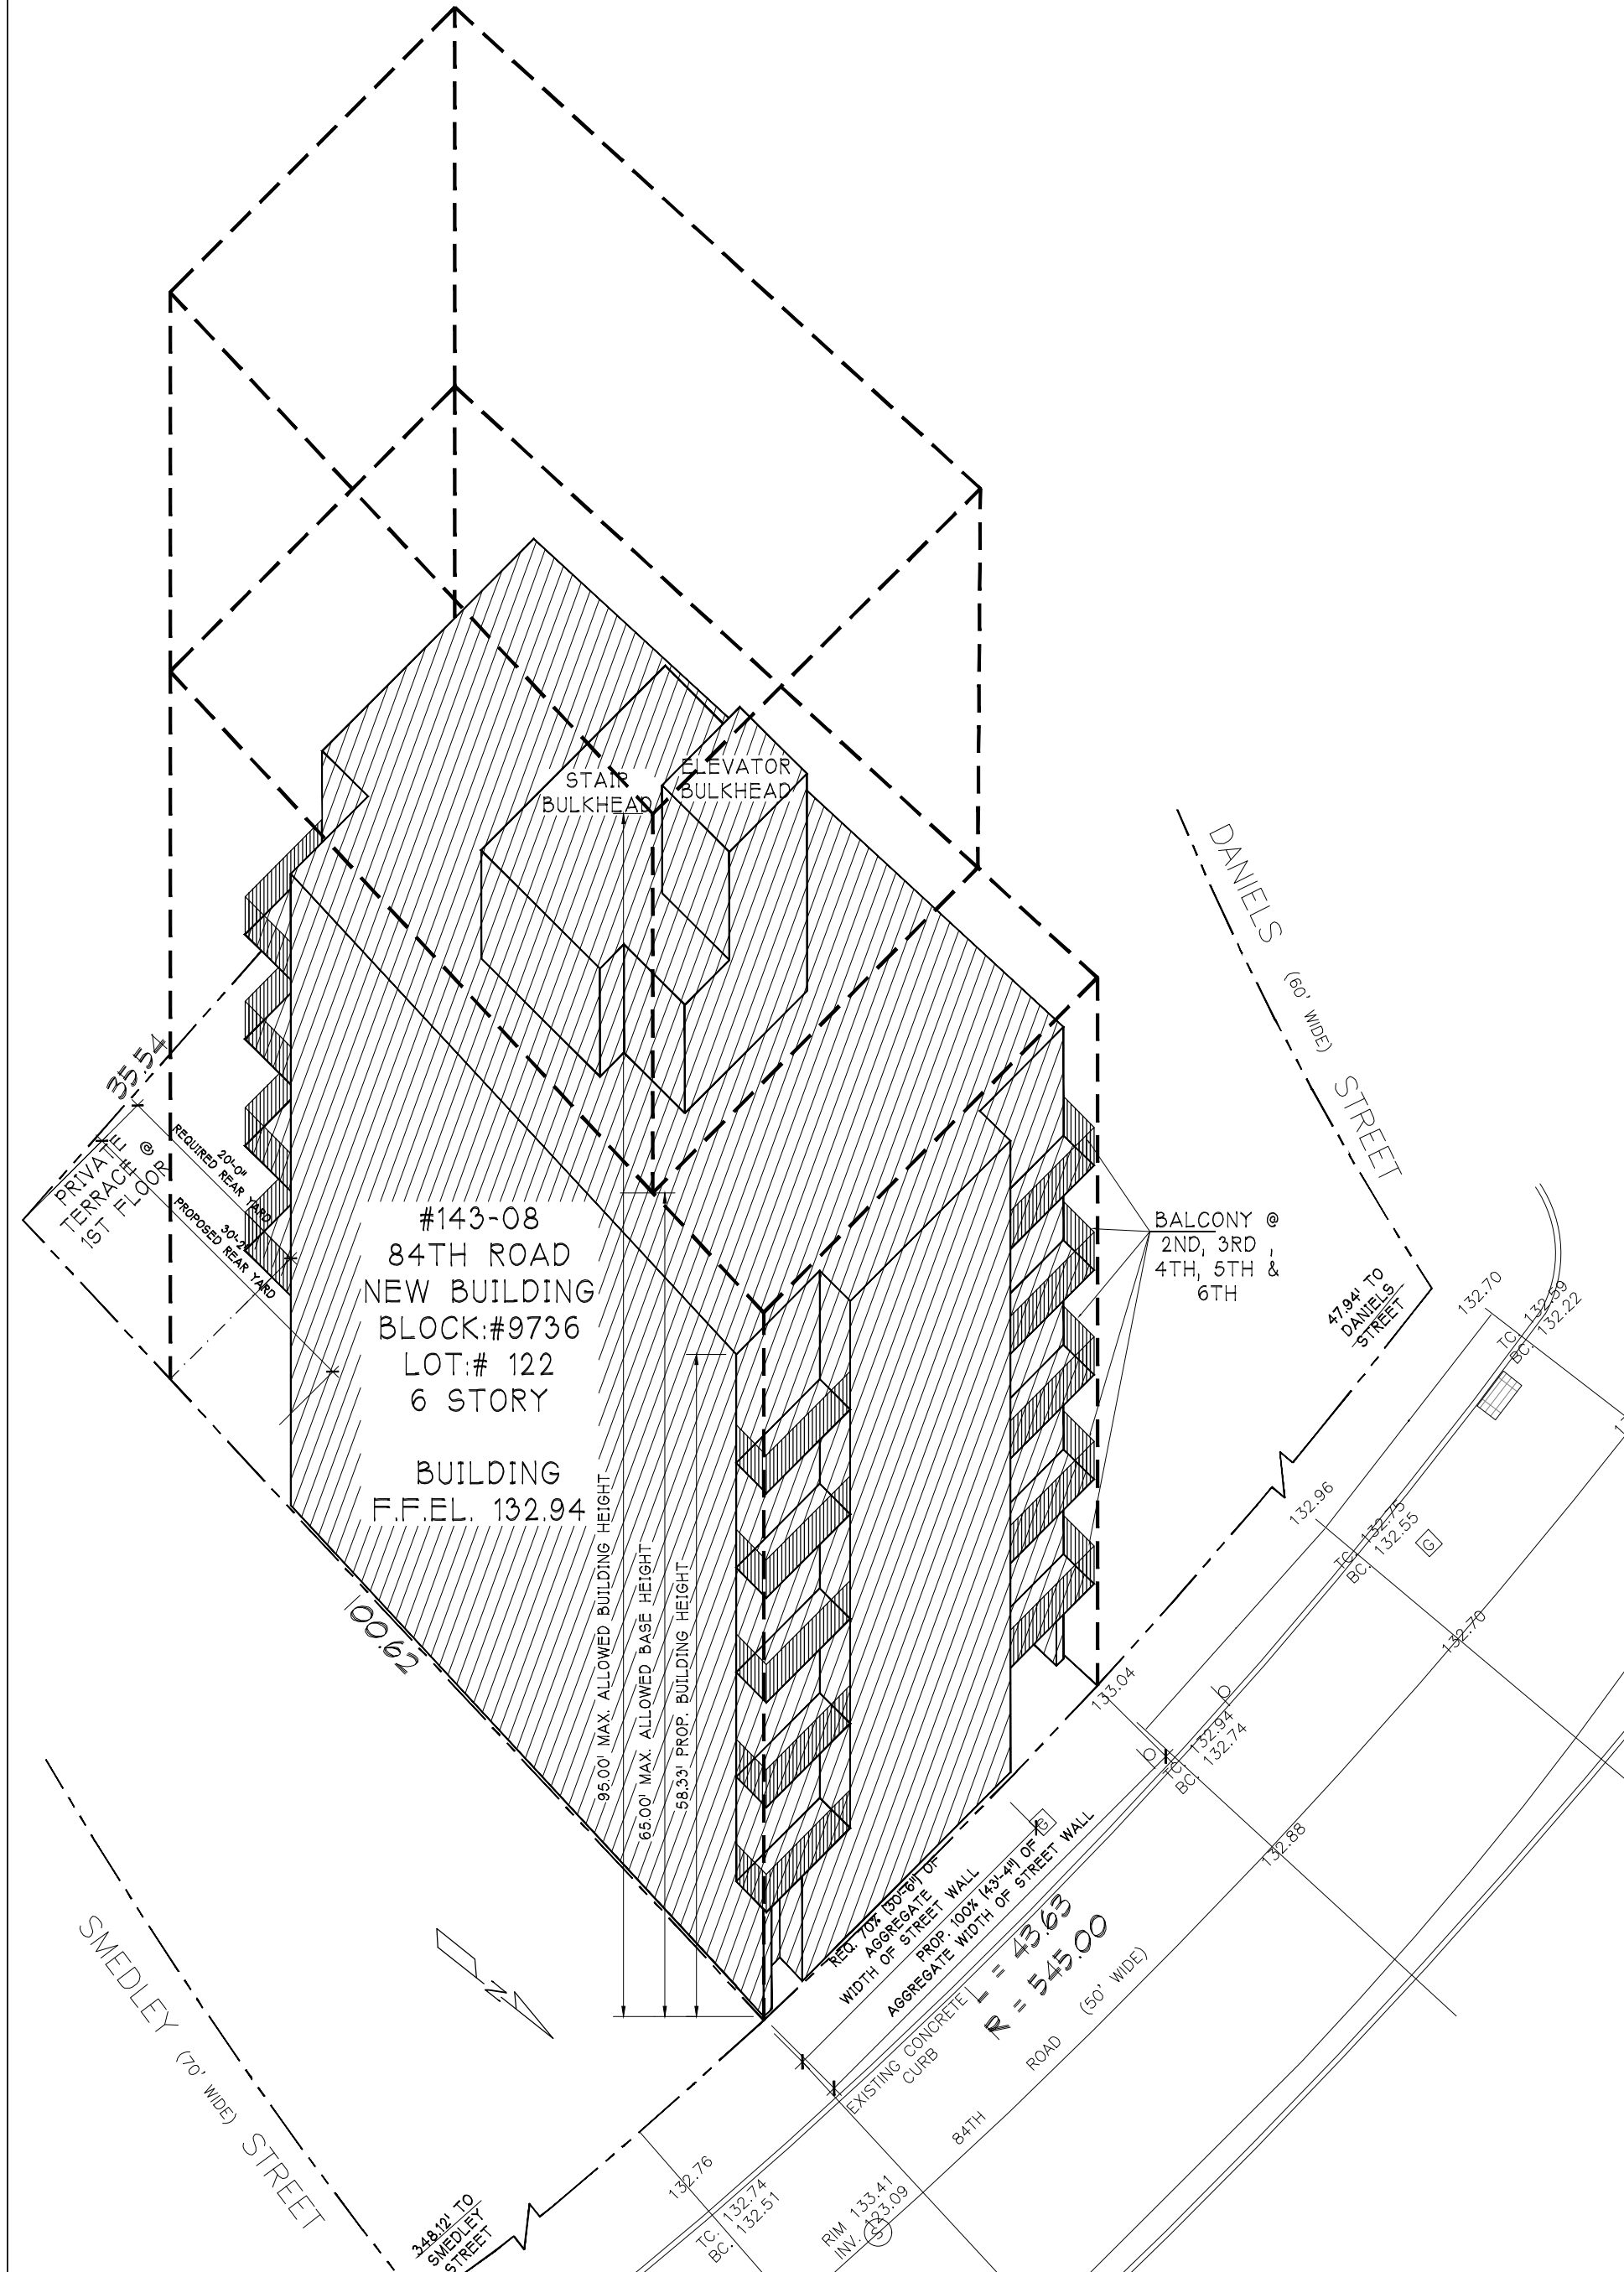 STAIR
BULKHEAD
ELEVATOR
BULKHEAD
DANIELS (60' WIDE) STREET
35.54
PRIVATE
TERRACE @
1ST FLOOR
20'-0"
REQUIRED REAR YARD
PROPOSED REAR YARD
#143-08
84TH ROAD
NEW BUILDING
BLOCK:#9736
LOT:# 122
6 STORY
BUILDING
F.F.EL. 132.94
BALCONY @
2ND, 3RD ,
4TH, 5TH &
6TH
47.94' TO
DANIELS
STREET
132.70
TC. 132.59
BC. 132.22
132.96
TC. 132.75
BC. 132.55
G
132.70
95.00' MAX. ALLOWED BUILDING HEIGHT
65.00' MAX. ALLOWED BASE HEIGHT
58.33' PROP. BUILDING HEIGHT
100.62
133.04
TC. 132.94
BC. 132.74
132.88
G
REQ. 70% (30'-6") OF
AGGREGATE
WIDTH OF STREET WALL
PROP. 100% (43'-4") OF
AGGREGATE WIDTH OF STREET WALL
L = 43.63
R = 545.00
EXISTING CONCRETE
CURB
84TH ROAD (50' WIDE)
N
SMEDLEY (70' WIDE) STREET
348.12' TO
SMEDLEY
STREET
132.76
TC. 132.74
BC. 132.51
RIM 133.41
INV. 123.09
S